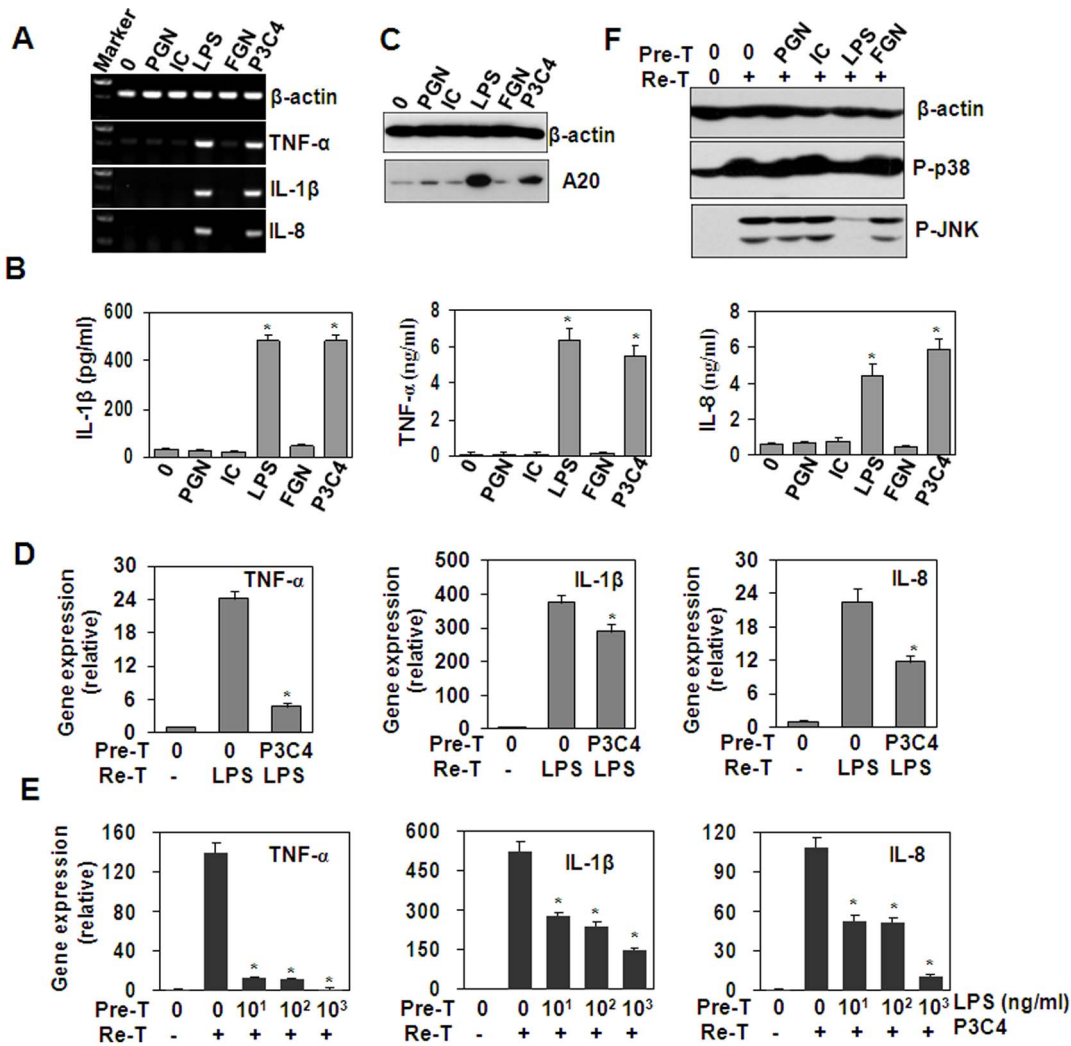 A
Marker 0 PGN IC LPS FGN P3C4
β-actin
TNF-α
IL-1β
IL-8
C
0 PGN IC LPS FGN P3C4
β-actin
A20
F
Pre-T 0 0 PGN IC LPS FGN
Re-T 0 + + + + +
β-actin
P-p38
P-JNK
B
IL-1β (pg/ml)
600
400
200
0
* *
0 PGN IC LPS FGN P3C4
TNF-α (ng/ml)
8
6
4
2
0
* *
0 PGN IC LPS FGN P3C4
IL-8 (ng/ml)
8
6
4
2
0
* *
0 PGN IC LPS FGN P3C4
D
Gene expression
(relative)
30
24
18
12
6
0
TNF-α
*
Pre-T 0 0 P3C4
Re-T - LPS LPS
Gene expression
(relative)
500
400
300
200
100
0
IL-1β
*
Pre-T 0 0 P3C4
Re-T - LPS LPS
Gene expression
(relative)
30
24
18
12
6
0
IL-8
*
Pre-T 0 0 P3C4
Re-T - LPS LPS
E
Gene expression
(relative)
160
120
80
40
0
TNF-α
* * *
Pre-T 0 0 10¹ 10² 10³
Re-T - + + + +
600
450
300
150
0
IL-1β
* * *
Pre-T 0 0 10¹ 10² 10³
Re-T - + + + +
120
90
60
30
0
IL-8
* * *
Pre-T 0 0 10¹ 10² 10³ LPS (ng/ml)
Re-T - + + + + P3C4